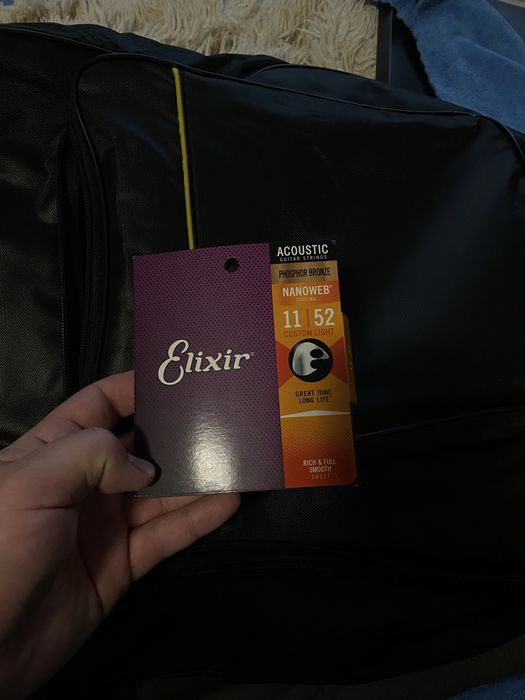 ACOUSTIC
GUITAR STRINGS
PHOSPHOR BRONZE
NANOWEB®
COATING
11 | 52
CUSTOM LIGHT
Elixir®
GREAT TONE
LONG LIFE
RICH & FULL
SMOOTH
16027